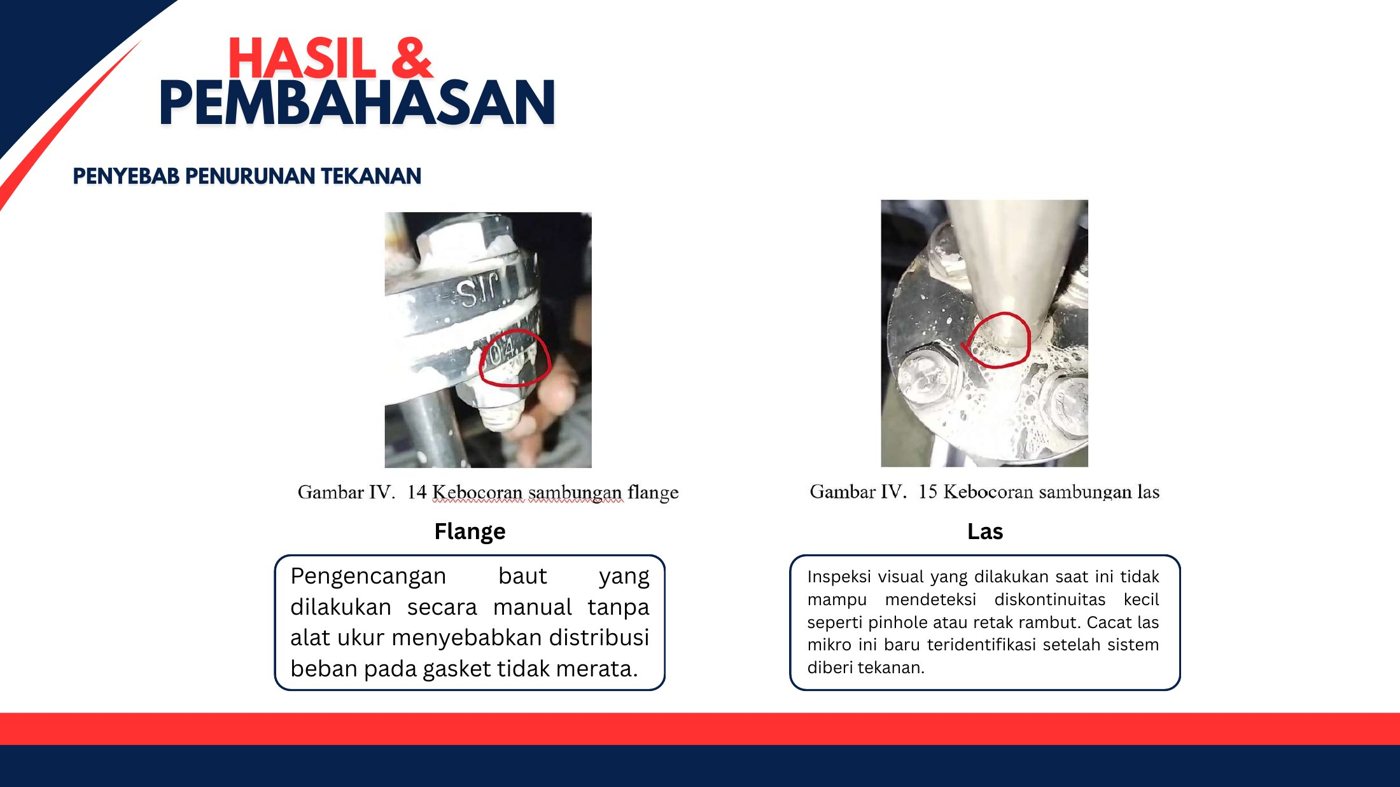 HASIL &
PEMBAHASAN
PENYEBAB PENURUNAN TEKANAN
SIT
04
Gambar IV. 14 Kebocoran sambungan flange
Gambar IV. 15 Kebocoran sambungan las
Flange
Las
Pengencangan baut yang
dilakukan secara manual tanpa
alat ukur menyebabkan distribusi
beban pada gasket tidak merata.
Inspeksi visual yang dilakukan saat ini tidak
mampu mendeteksi diskontinuitas kecil
seperti pinhole atau retak rambut. Cacat las
mikro ini baru teridentifikasi setelah sistem
diberi tekanan.